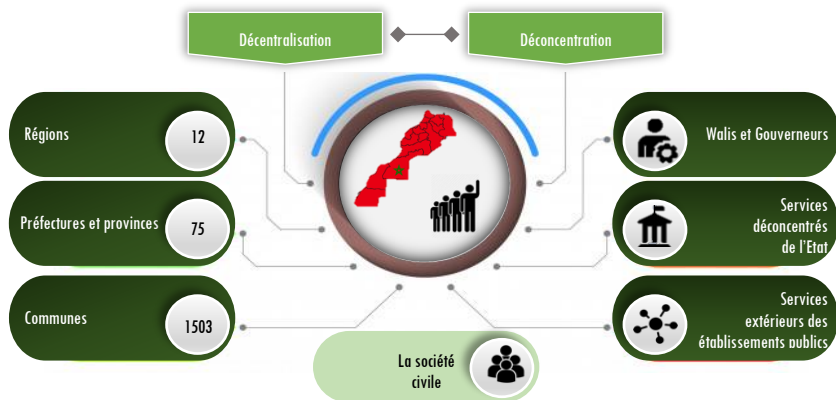 Décentralisation
Déconcentration
Régions
12
Préfectures et provinces
75
Communes
1503
Walis et Gouverneurs
Services
déconcentrés
de l'Etat
Services
extérieurs des
établissements publics
La société
civile